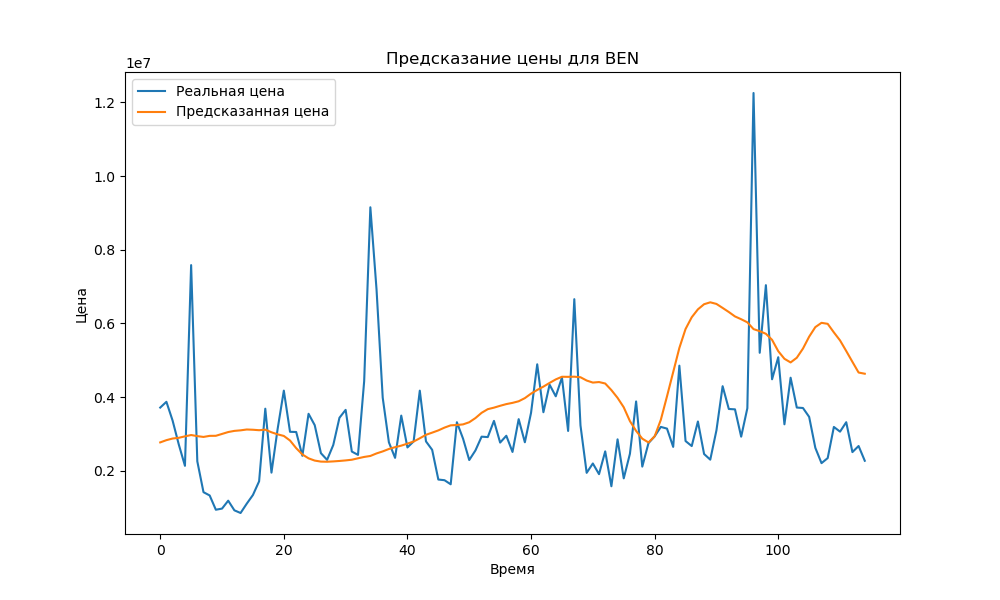 Предсказание цены для BEN
1e7
Реальная цена
Предсказанная цена
1.2
1.0
0.8
0.6
0.4
0.2
Цена
0 20 40 60 80 100
Время